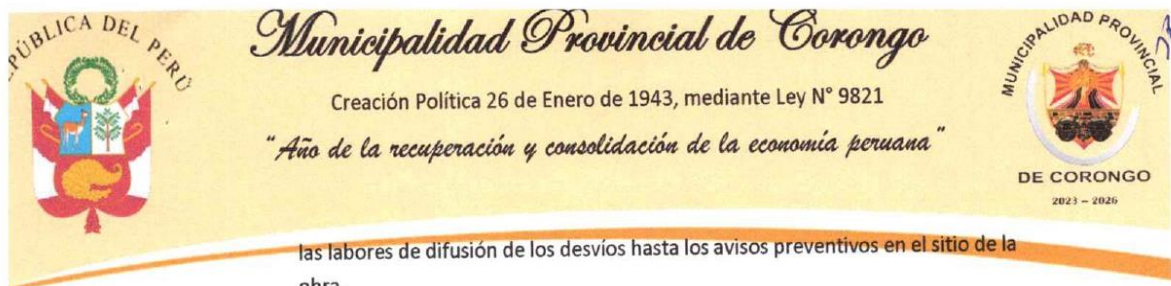 REPÚBLICA DEL PERÚ
Municipalidad Provincial de Corongo
Creación Política 26 de Enero de 1943, mediante Ley N° 9821
"Año de la recuperación y consolidación de la economía peruana"
MUNICIPALIDAD PROVINCIAL
DE CORONGO
2023 – 2026
las labores de difusión de los desvíos hasta los avisos preventivos en el sitio de la
obra